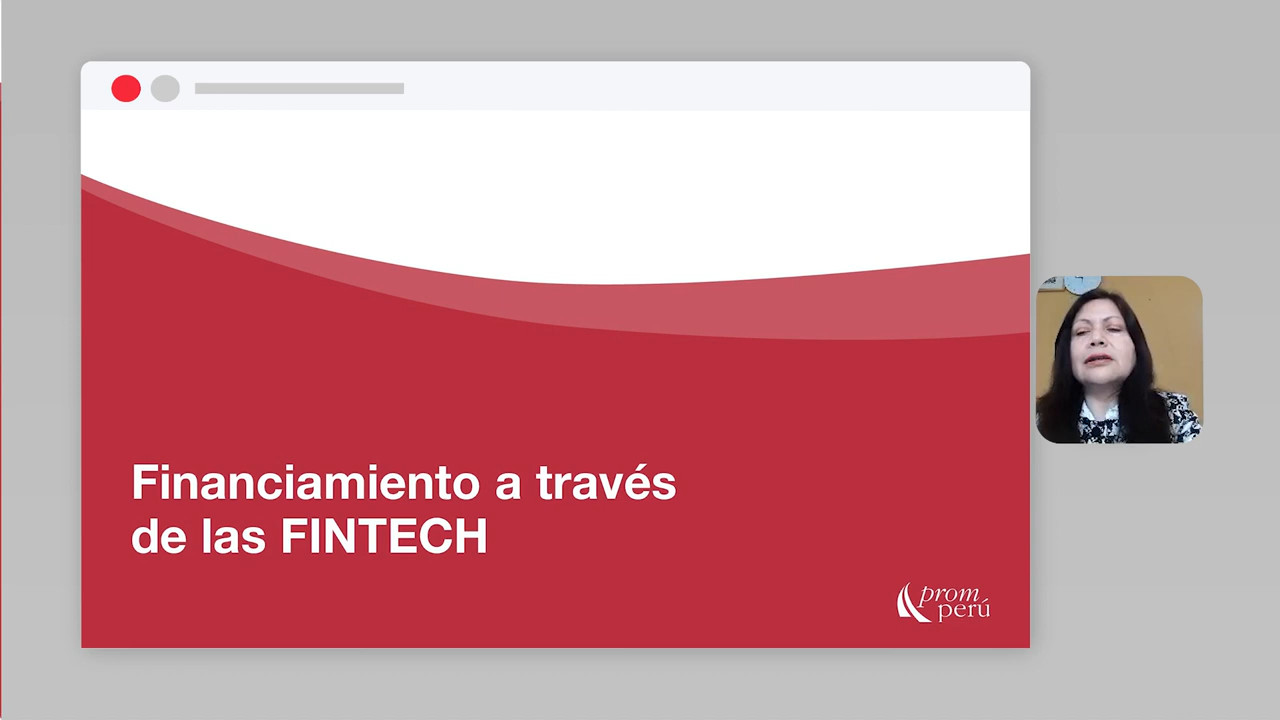 Financiamiento a través
de las FINTECH
prom
perú